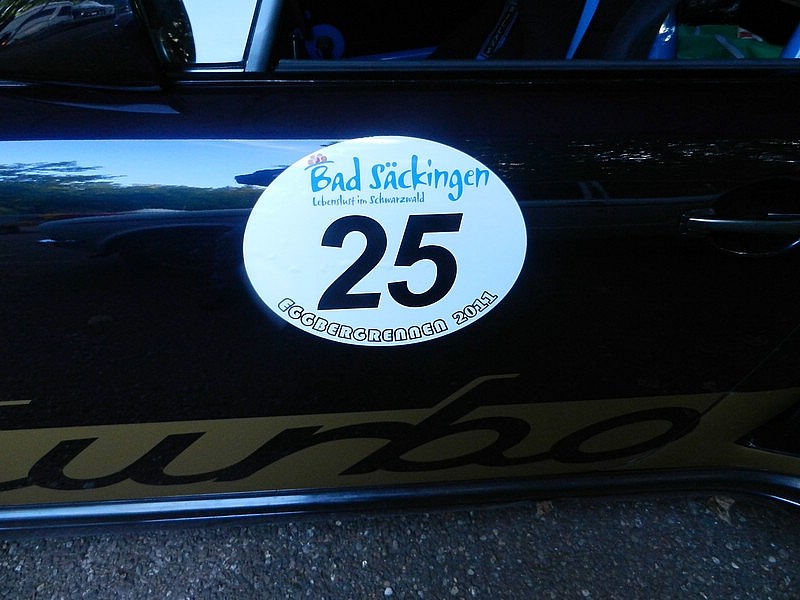 Bad Säckingen
Lebenslust im Schwarzwald
25
EGGBERGRENNEN 2011
turbo